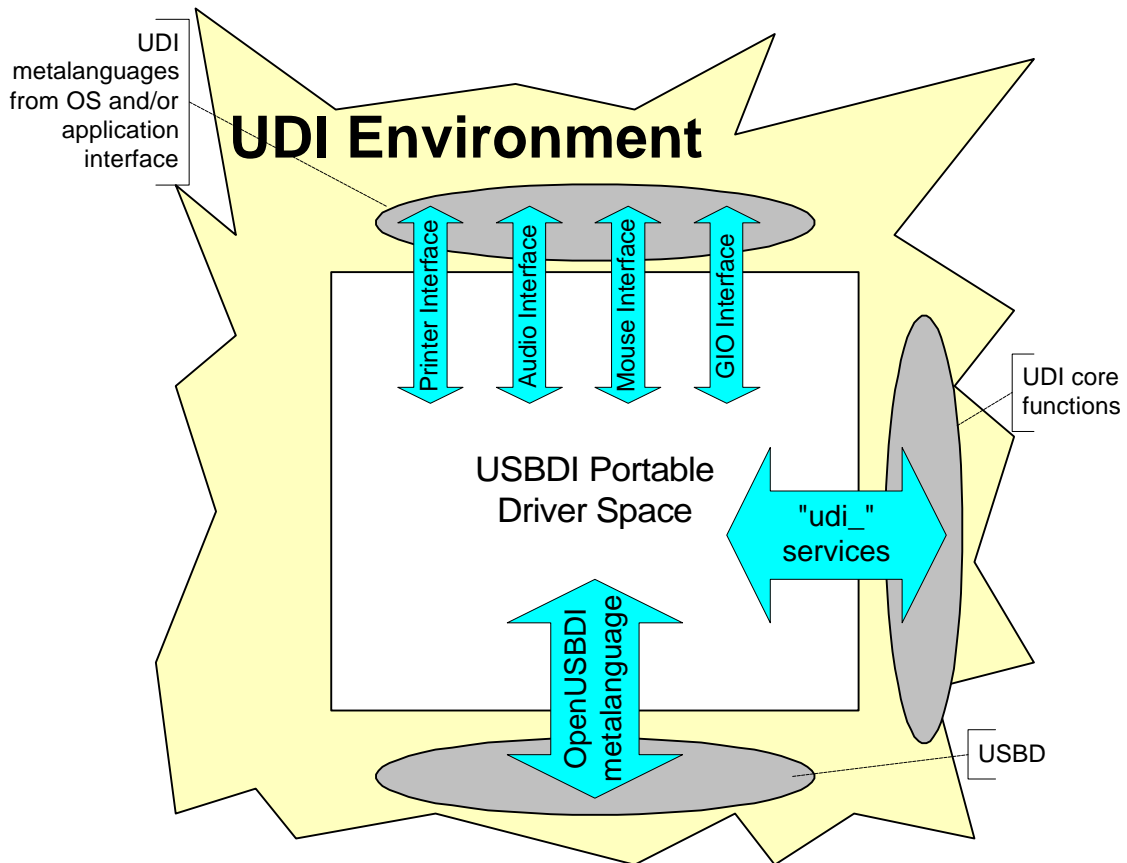 UDI
metalanguages
from OS and/or
application
interface
UDI Environment
Printer Interface
Audio Interface
Mouse Interface
GIO Interface
UDI core
functions
USBDI Portable
Driver Space
"udi_"
services
OpenUSBDI
metalanguage
USBD